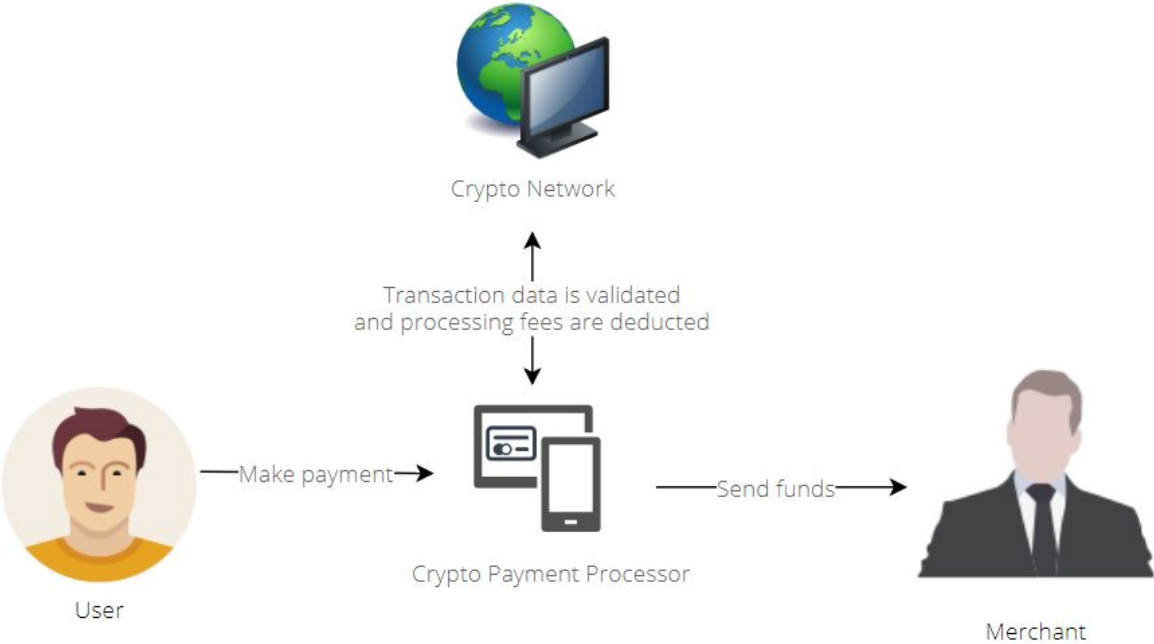 Crypto Network
Transaction data is validated
and processing fees are deducted
Make payment
Send funds
Crypto Payment Processor
User
Merchant